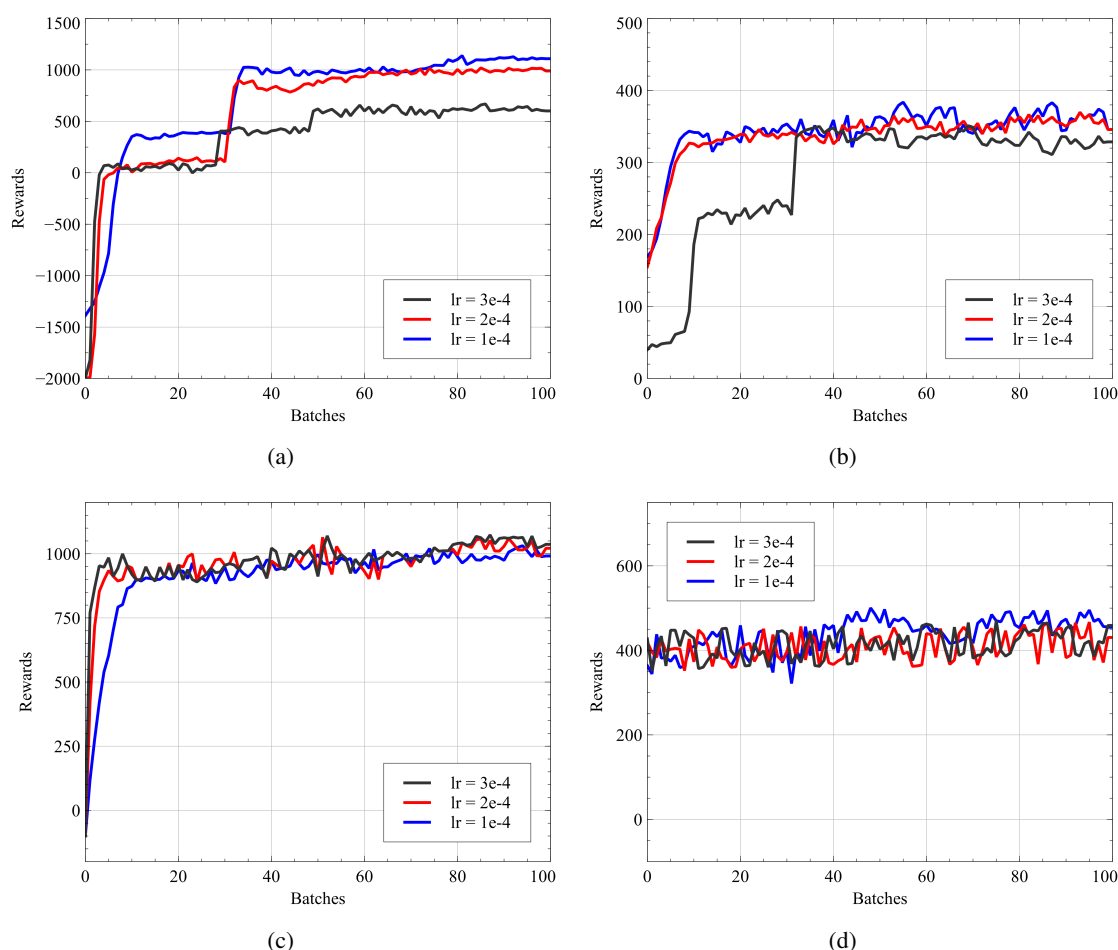 1500
1000
500
0
−500
−1000
−1500
−2000
Rewards
0 20 40 60 80 100
Batches
lr = 3e-4
lr = 2e-4
lr = 1e-4
(a)
500
400
300
200
100
0
Rewards
0 20 40 60 80 100
Batches
lr = 3e-4
lr = 2e-4
lr = 1e-4
(b)
1000
750
500
250
0
Rewards
0 20 40 60 80 100
Batches
lr = 3e-4
lr = 2e-4
lr = 1e-4
(c)
600
400
200
0
Rewards
0 20 40 60 80 100
Batches
lr = 3e-4
lr = 2e-4
lr = 1e-4
(d)